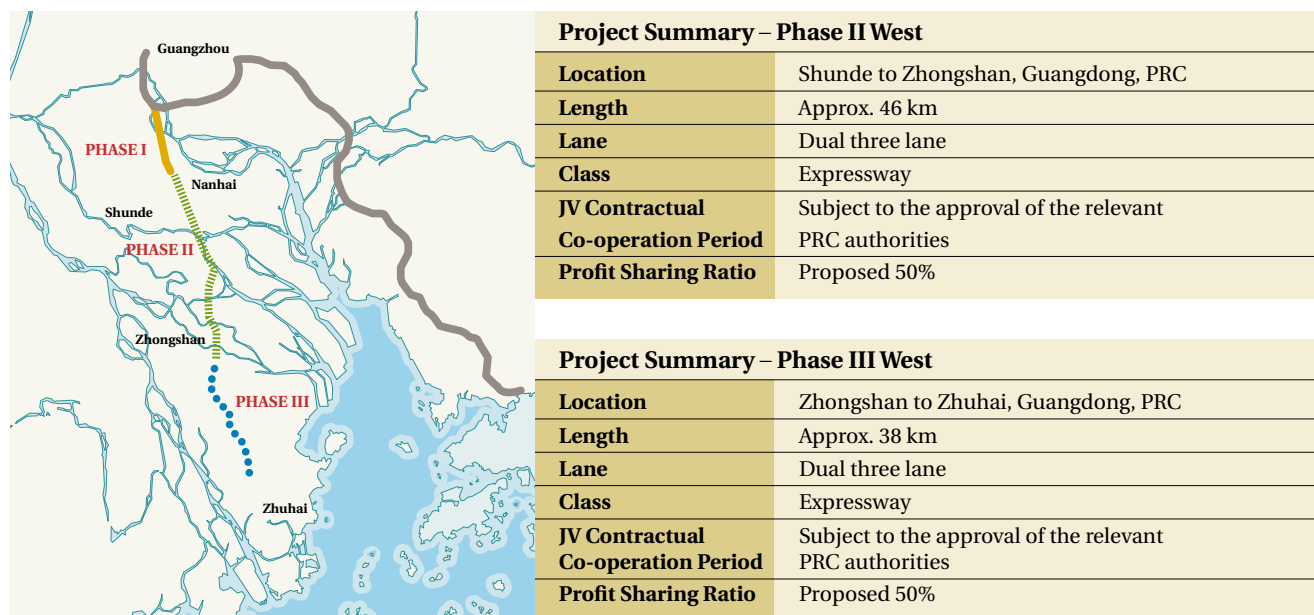 Guangzhou
PHASE I
Nanhai
Shunde
PHASE II
Zhongshan
PHASE III
Zhuhai
Project Summary – Phase II West
Location Shunde to Zhongshan, Guangdong, PRC
Length Approx. 46 km
Lane Dual three lane
Class Expressway
JV Contractual Subject to the approval of the relevant
Co-operation Period PRC authorities
Profit Sharing Ratio Proposed 50%
Project Summary – Phase III West
Location Zhongshan to Zhuhai, Guangdong, PRC
Length Approx. 38 km
Lane Dual three lane
Class Expressway
JV Contractual Subject to the approval of the relevant
Co-operation Period PRC authorities
Profit Sharing Ratio Proposed 50%